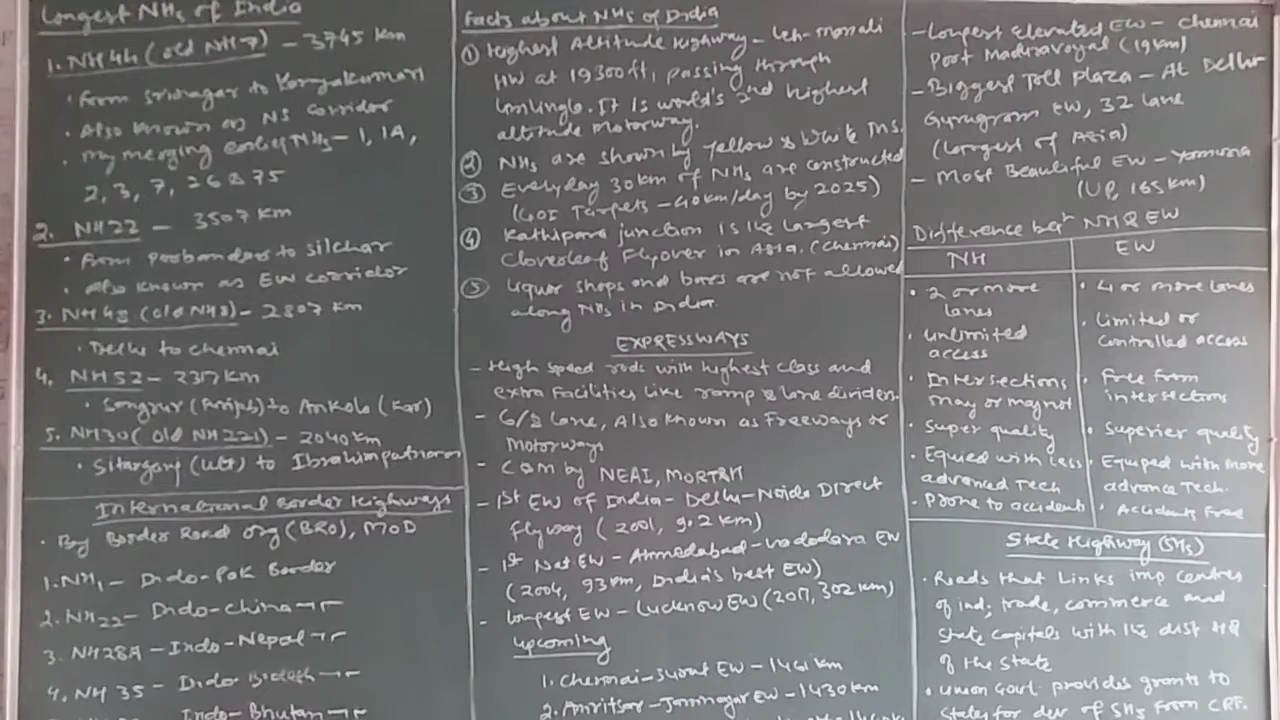 Longest NHs of India
1. NH44 (old NH7) - 3745 km
• From Srinagar to Kanyakumari
• Also known as NS corridor
• My merging earlier NHs - 1, 1A,
2, 3, 7, 26 & 75
2. NH27 - 3507 km
• From Porbandar to Silchar
• Also known as EW corridor
3. NH48 (old NH8) - 2807 km
• Delhi to Chennai
4. NH52 - 2317 km
• Sangrur (Punjab) to Ankola (Kar)
5. NH30 (old NH221) - 2040 km
• Sitarganj (UK) to Ibrahimpatnam
International Border Highways
• By Border Road Org (BRO), MOD
1. NH1 - Indo-Pak Border
2. NH22 - Indo-China -"-
3. NH28A - Indo-Nepal -"-
4. NH 35 - Indo Bdesh -"-
Indo-Bhutan -"-
Facts about NHs of India
① Highest Altitude Highway - Leh-Manali
HW at 19300ft, passing through
Umlingla. It is world's 2nd highest
altitude motorway.
② NHs are shown by yellow & White MS.
③ Everyday 30km of NHs are constructed
(GOI Targets - 40km/day by 2025)
④ Kathipara junction is the largest
Cloverleaf Flyover in Asia. (Chennai)
⑤ Liquor shops and bars are not allowed
along NHs in India.
EXPRESSWAYS
- High speed rods with highest class and
extra facilities like ramp & lane dividers.
- 6/8 lane, Also known as Freeways or
Motorways
- C&M by NEAI, MORT&H
- 1st EW of India - Delhi-Noida Direct
Flyway (2001, 9.2 km)
- 1st Nat EW - Ahmedabad-Vadodara EW
(2004, 93km, India's best EW)
- Longest EW - Lucknow EW (2017, 302 km)
upcoming
1. Chennai-Surat EW - 1461 km
2. Amritsar-Jamnagar EW - 1430 km
- Longest Elevated EW - Chennai
Port Maduravoyal (19km)
- Biggest Toll Plaza - At Delhi
Gurugram EW, 32 Lane
(Largest of Asia)
- Most Beautiful EW - Yamuna
(UP, 165 km)
Difference betn NH & EW
NH EW
• 2 or more lanes • 4 or more lanes
• unlimited access • Limited or controlled access
• Intersections may or may not • Free from intersections
• Super quality • Superier quality
• Equied with less advanced Tech • Equiped with more advance Tech.
• Prone to accident • Accidents Free
State Highway (SHs)
• Roads that links imp centres
of ind, trade, commerce and
state capitals with the dist HQ
of the state
• Union Govt. provides grants to
states for dev of SHs from CRF.